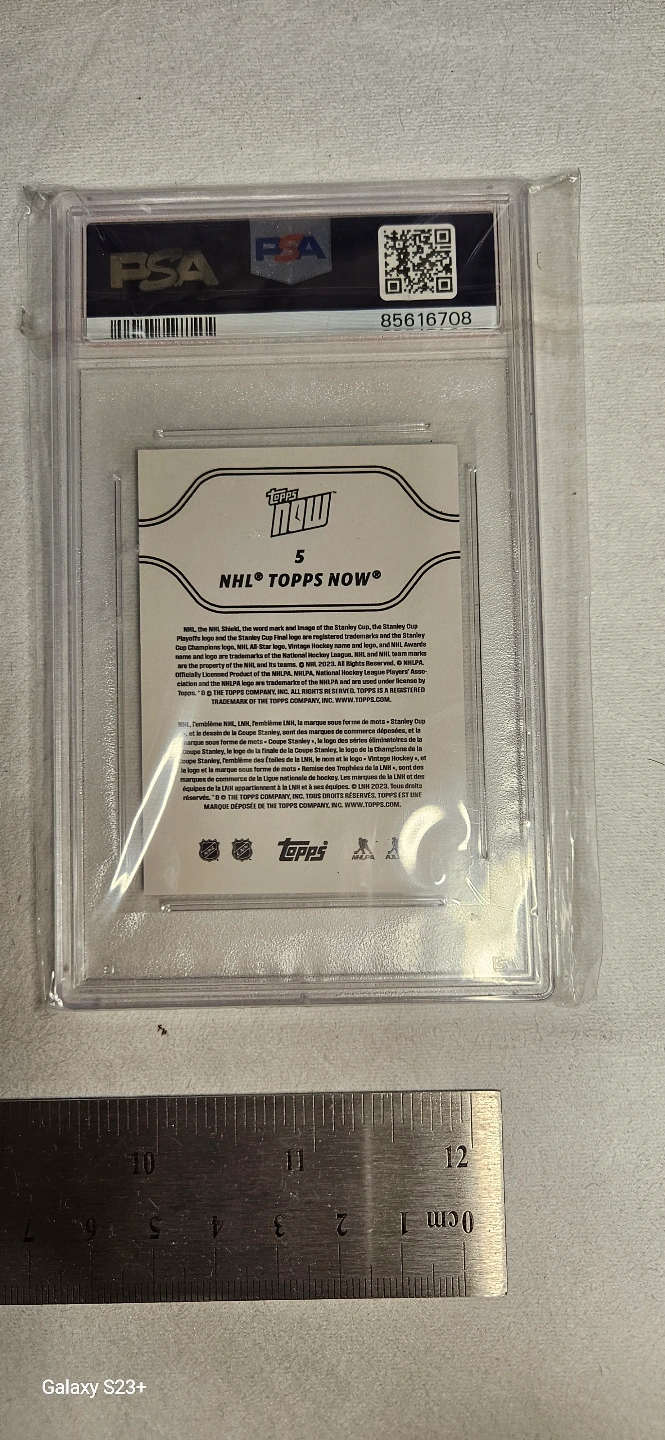 PSA
PSA
85616708
topps
now™
5
NHL® TOPPS NOW®
NHL, the NHL Shield, the word mark and image of the Stanley Cup, the Stanley Cup
Playoffs logo and the Stanley Cup Final logo are registered trademarks and the Stanley
Cup Champions logo, NHL All-Star logo, Vintage Hockey name and logo, and NHL Awards
name and logo are trademarks of the National Hockey League. NHL and NHL team marks
are the property of the NHL and its teams. © NHL 2023. All Rights Reserved. © NHLPA.
Officially Licensed Product of the NHLPA. NHLPA, National Hockey League Players' Asso-
ciation and the NHLPA logo are trademarks of the NHLPA and are used under license by
Topps. ® & © THE TOPPS COMPANY, INC. ALL RIGHTS RESERVED. TOPPS IS A REGISTERED
TRADEMARK OF THE TOPPS COMPANY, INC. WWW.TOPPS.COM.
NHL, l'emblème NHL, LNH, l'emblème LNH, la marque sous forme de mots « Stanley Cup
», et le dessin de la Coupe Stanley, sont des marques de commerce déposées, et la
marque sous forme de mots « Coupe Stanley », le logo des séries éliminatoires de la
Coupe Stanley, le logo de la finale de la Coupe Stanley, le logo de la Champions de la
Coupe Stanley, l'emblème des Étoiles de la LNH, le nom et le logo « Vintage Hockey », et
le logo et la marque sous forme de mots « Remise des Trophées de la LNH », sont des
marques de commerce de la Ligue nationale de hockey. Les marques de la LNH et des
équipes de la LNH appartiennent à la LNH et à ses équipes. © LNH 2023. Tous droits
réservés. ® & © THE TOPPS COMPANY, INC. TOUS DROITS RÉSERVÉS. TOPPS EST UNE
MARQUE DÉPOSÉE DE THE TOPPS COMPANY, INC. WWW.TOPPS.COM.
topps
NHLPA
10 11 12
7 6 5 4 3 2 1 0cm
Galaxy S23+